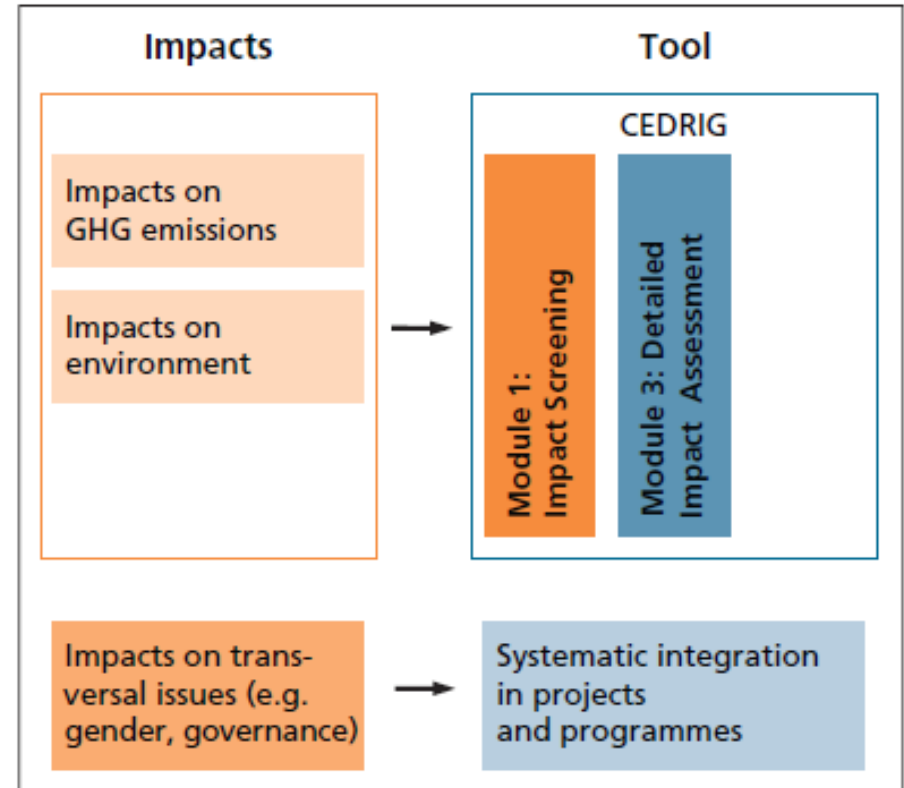 Impacts
Tool
Impacts on
GHG emissions
Impacts on
environment
CEDRIG
Module 1:
Impact Screening
Module 3: Detailed
Impact Assessment
Impacts on trans-
versal issues (e.g.
gender, governance)
Systematic integration
in projects
and programmes